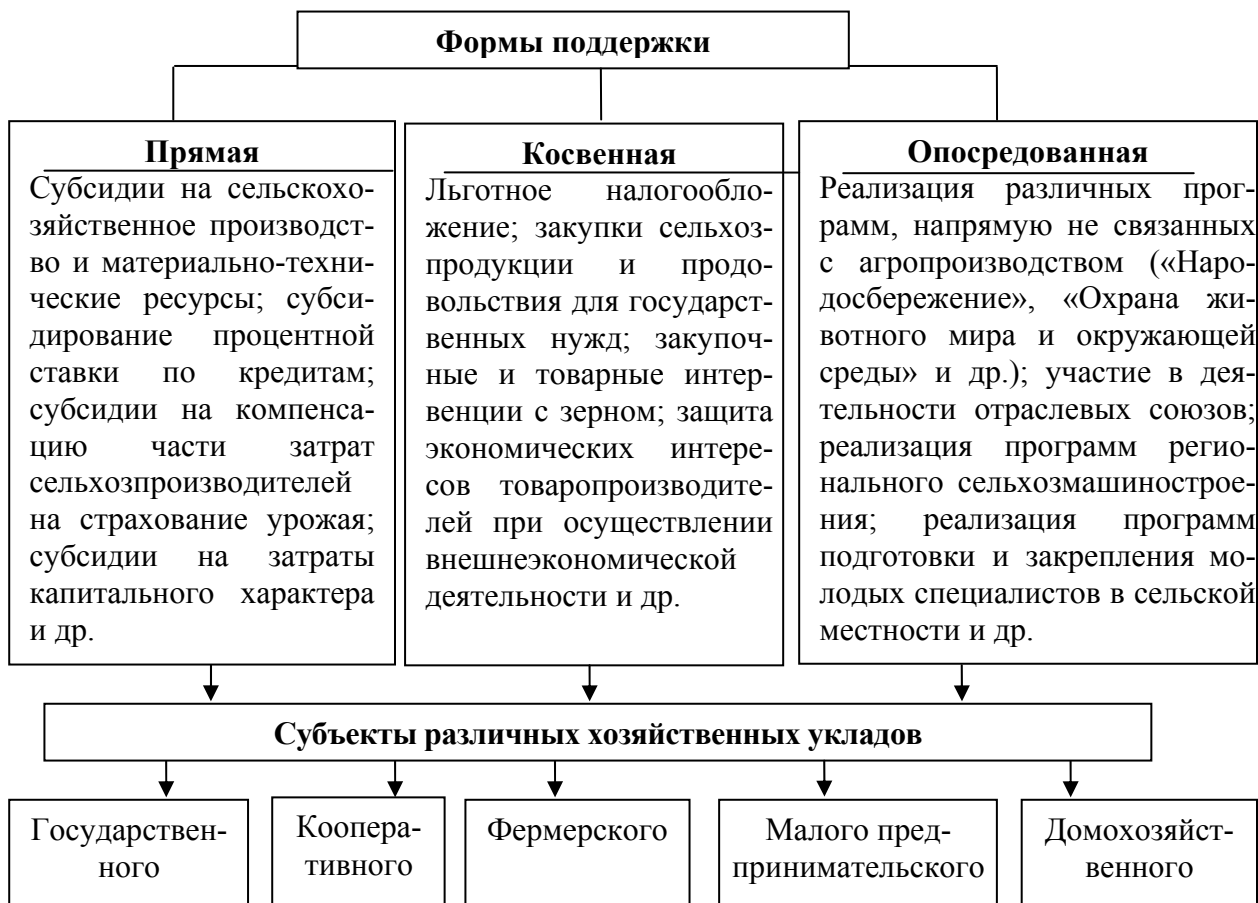 Формы поддержки
Прямая
Субсидии на сельскохо-
зяйственное производст-
во и материально-техни-
ческие ресурсы; субси-
дирование процентной
ставки по кредитам;
субсидии на компенса-
цию части затрат
сельхозпроизводителей
на страхование урожая;
субсидии на затраты
капитального характера
и др.
Косвенная
Льготное налогообло-
жение; закупки сельхоз-
продукции и продо-
вольствия для государст-
венных нужд; закупоч-
ные и товарные интер-
венции с зерном; защита
экономических интере-
сов товаропроизводите-
лей при осуществлении
внешнеэкономической
деятельности и др.
Опосредованная
Реализация различных прог-
рамм, напрямую не связанных
с агропроизводством («Наро-
досбережение», «Охрана жи-
вотного мира и окружающей
среды» и др.); участие в дея-
тельности отраслевых союзов;
реализация программ регио-
нального сельхозмашинострое-
ния; реализация программ
подготовки и закрепления мо-
лодых специалистов в сельской
местности и др.
Субъекты различных хозяйственных укладов
Государствен-
ного
Коопера-
тивного
Фермерского
Малого пред-
принимательского
Домохозяйст-
венного